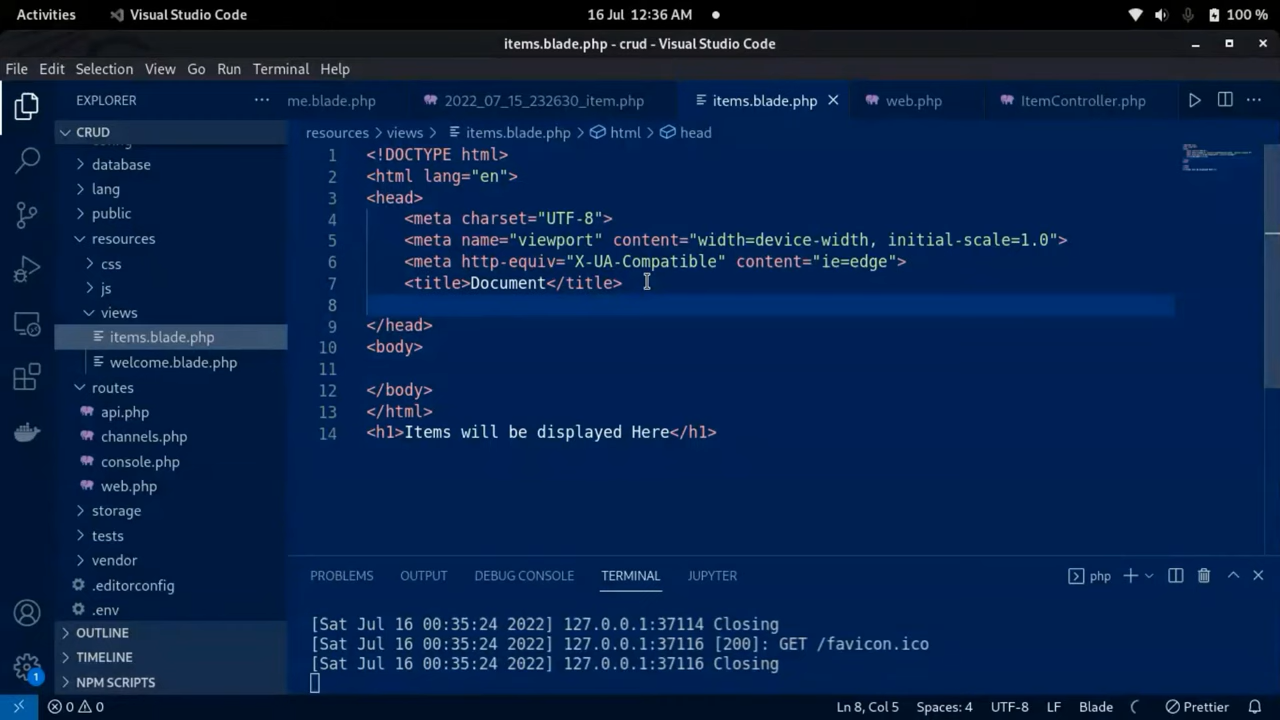 Activities Visual Studio Code 16 Jul 12:36 AM 100 %
items.blade.php - crud - Visual Studio Code
File Edit Selection View Go Run Terminal Help
EXPLORER ··· me.blade.php 2022_07_15_232630_item.php items.blade.php web.php ItemController.php ···
CRUD
resources > views > items.blade.php > html > head
database
lang
public
resources
css
js
views
items.blade.php
welcome.blade.php
routes
api.php
channels.php
console.php
web.php
storage
tests
vendor
.editorconfig
.env
OUTLINE
TIMELINE
NPM SCRIPTS
1 <!DOCTYPE html>
2 <html lang="en">
3 <head>
4 <meta charset="UTF-8">
5 <meta name="viewport" content="width=device-width, initial-scale=1.0">
6 <meta http-equiv="X-UA-Compatible" content="ie=edge">
7 <title>Document</title>
8
9 </head>
10 <body>
11
12 </body>
13 </html>
14 <h1>Items will be displayed Here</h1>
PROBLEMS OUTPUT DEBUG CONSOLE TERMINAL JUPYTER php
[Sat Jul 16 00:35:24 2022] 127.0.0.1:37114 Closing
[Sat Jul 16 00:35:24 2022] 127.0.0.1:37116 [200]: GET /favicon.ico
[Sat Jul 16 00:35:24 2022] 127.0.0.1:37116 Closing
1
0 0 Ln 8, Col 5 Spaces: 4 UTF-8 LF Blade Prettier